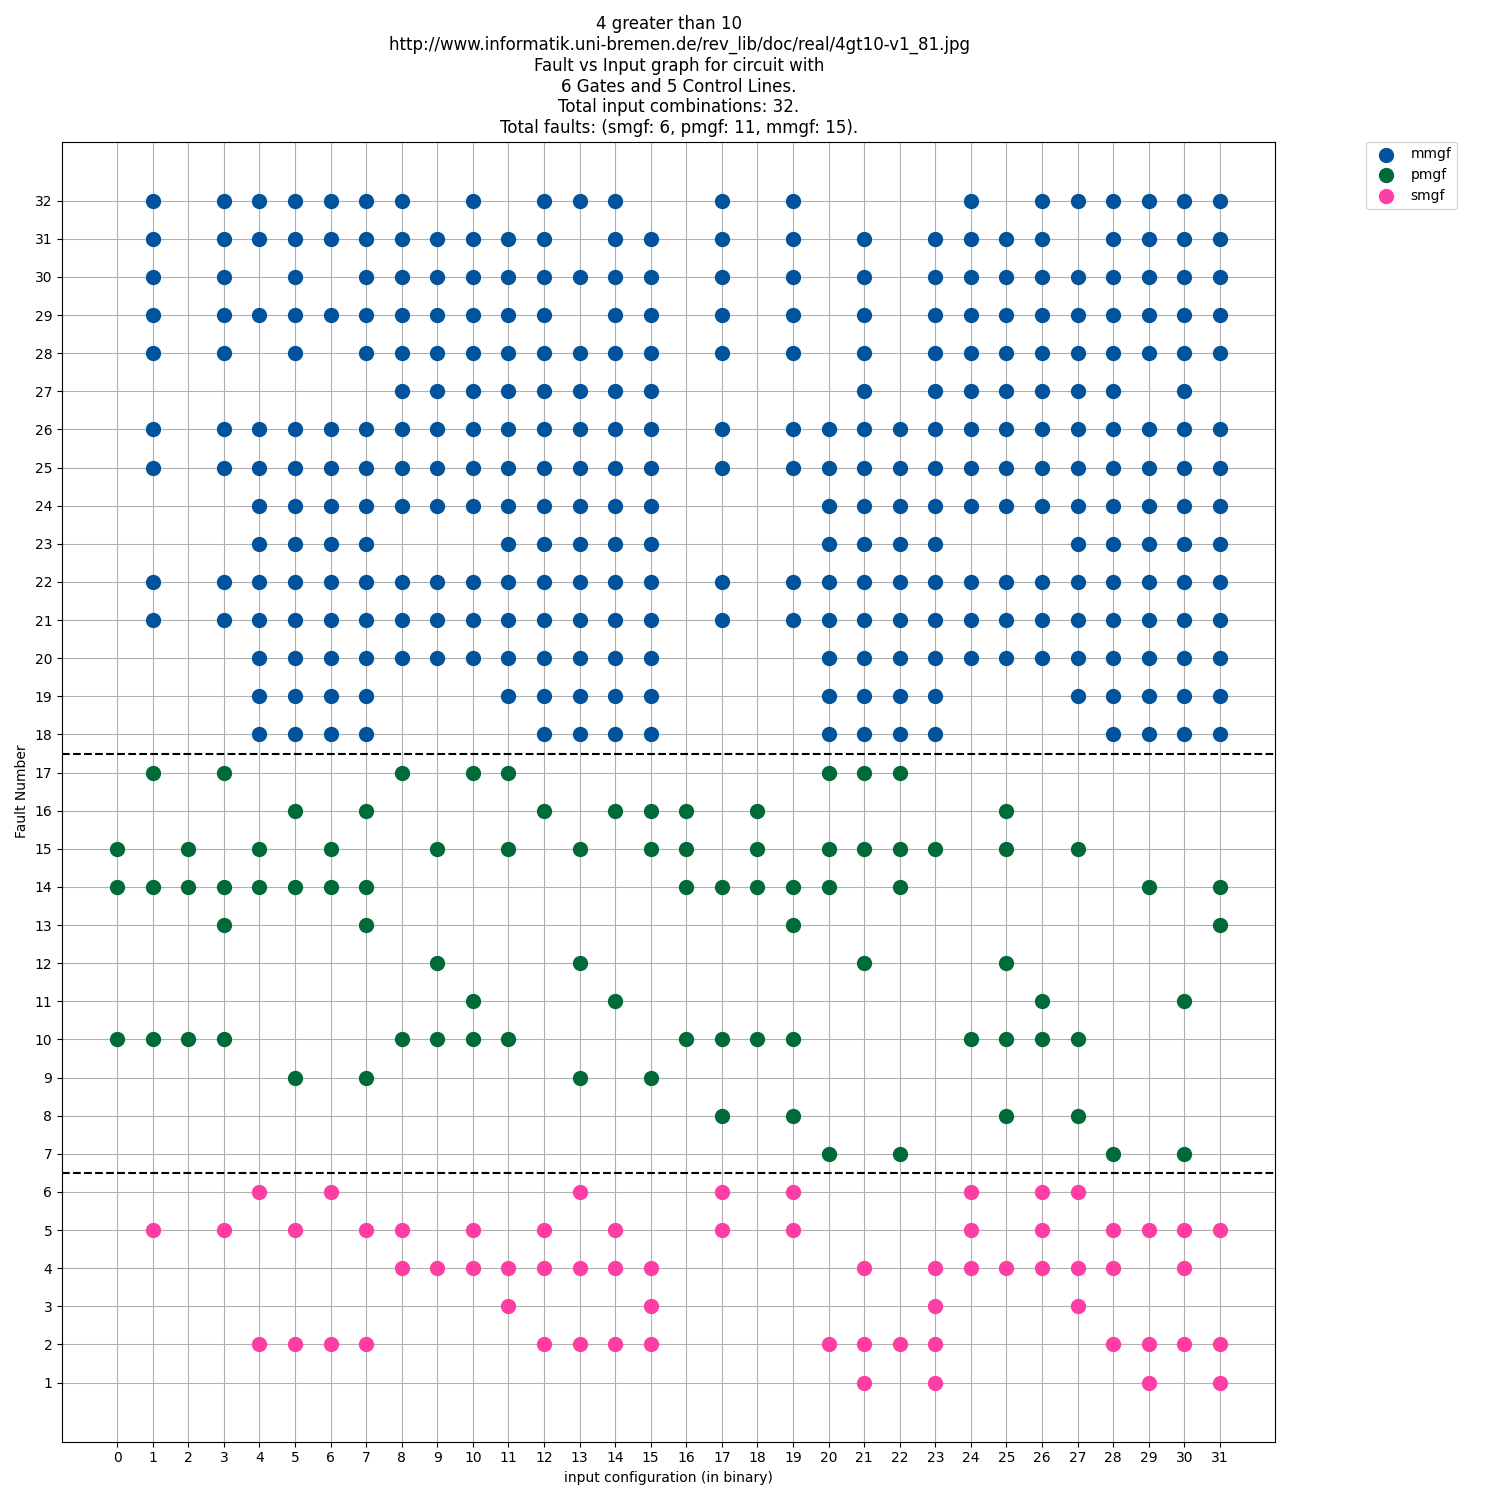 4 greater than 10
http://www.informatik.uni-bremen.de/rev_lib/doc/real/4gt10-v1_81.jpg
Fault vs Input graph for circuit with
6 Gates and 5 Control Lines.
Total input combinations: 32.
Total faults: (smgf: 6, pmgf: 11, mmgf: 15).
mmgf
pmgf
smgf
32
31
30
29
28
27
26
25
24
23
22
21
20
19
18
17
16
15
14
13
12
11
10
9
8
7
6
5
4
3
2
1
Fault Number
0 1 2 3 4 5 6 7 8 9 10 11 12 13 14 15 16 17 18 19 20 21 22 23 24 25 26 27 28 29 30 31
input configuration (in binary)